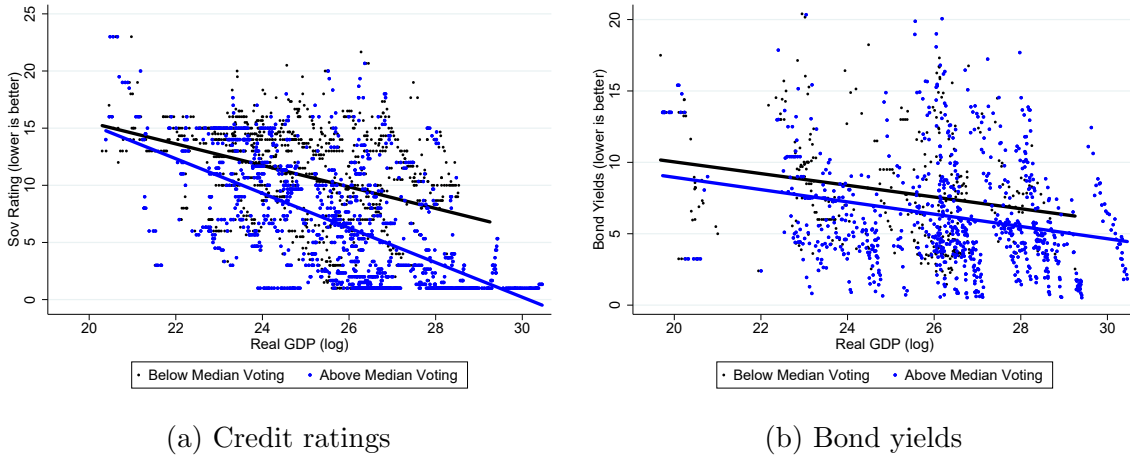 Sov Rating (lower is better)
25
20
15
10
5
0
20 22 24 26 28 30
Real GDP (log)
Below Median Voting Above Median Voting
(a) Credit ratings
Bond Yields (lower is better)
20
15
10
5
0
20 22 24 26 28 30
Real GDP (log)
Below Median Voting Above Median Voting
(b) Bond yields